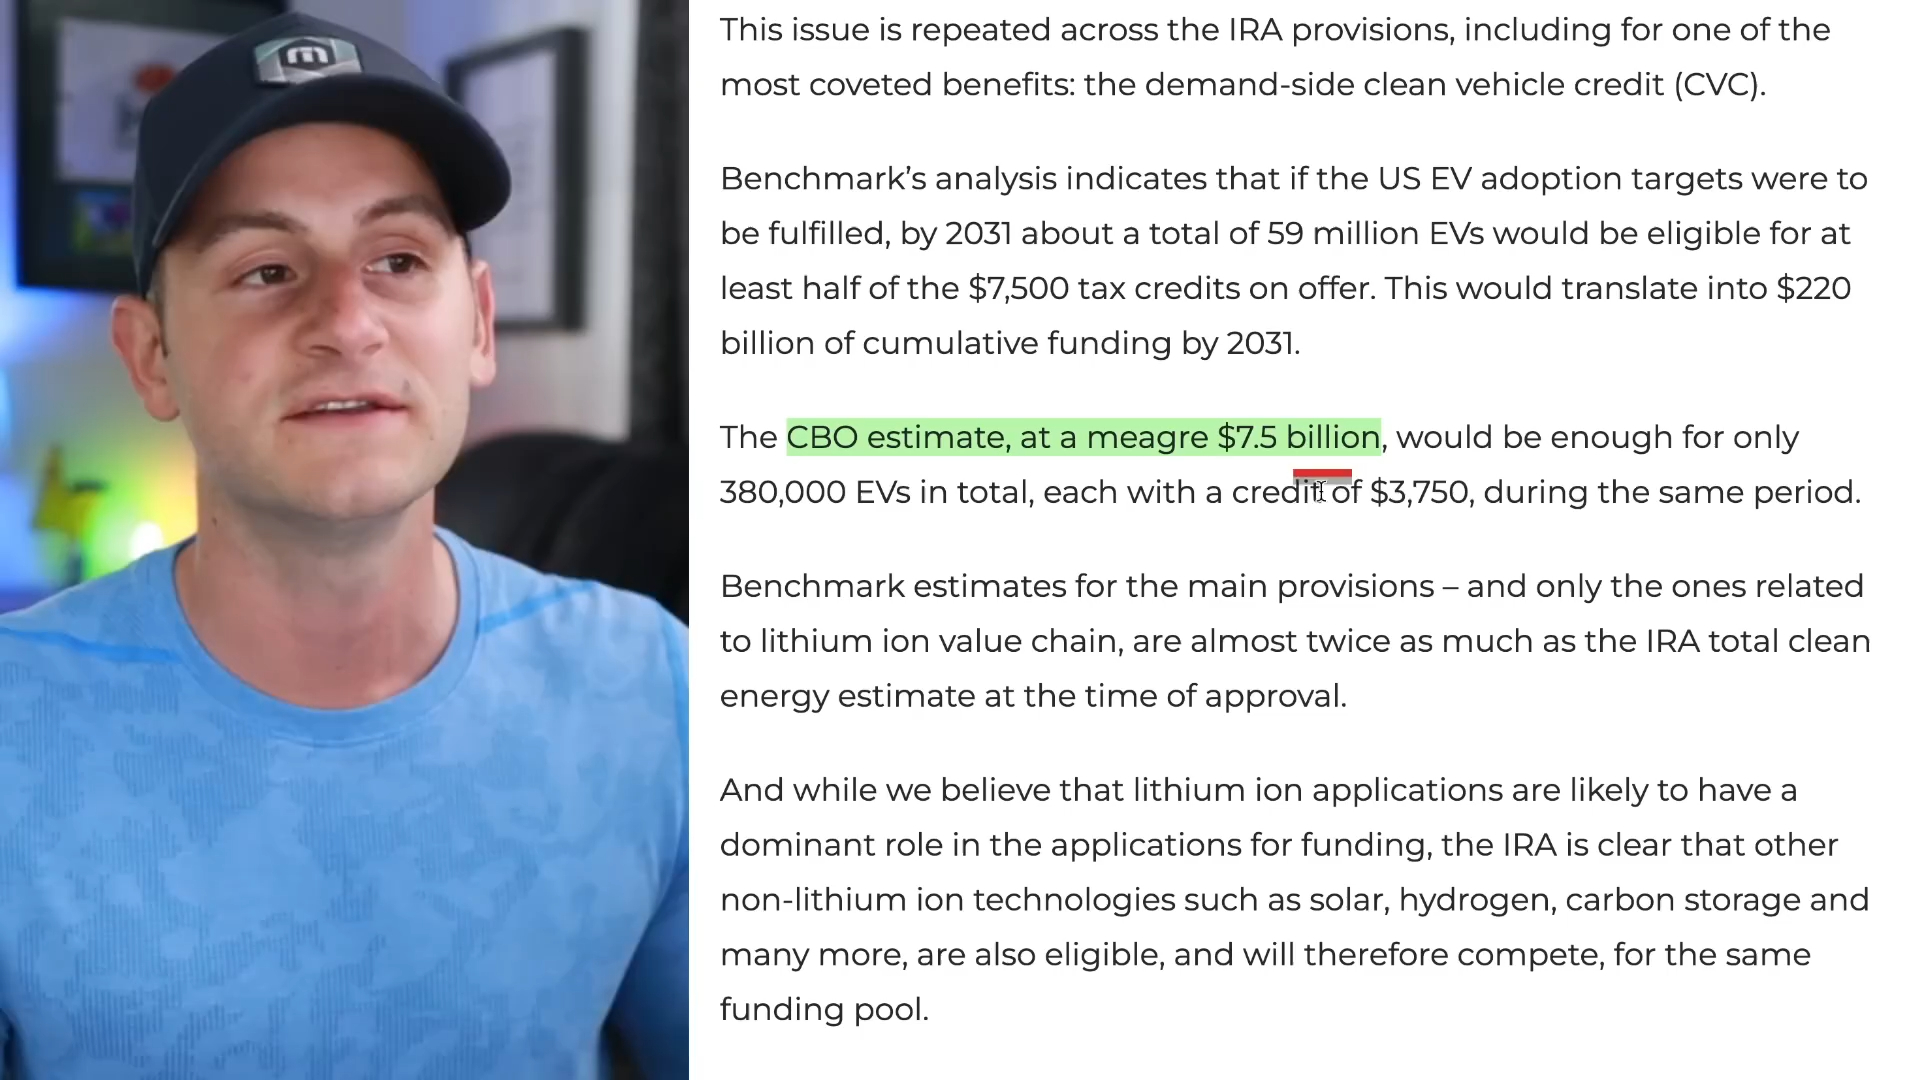 This issue is repeated across the IRA provisions, including for one of the
most coveted benefits: the demand-side clean vehicle credit (CVC).
Benchmark’s analysis indicates that if the US EV adoption targets were to
be fulfilled, by 2031 about a total of 59 million EVs would be eligible for at
least half of the $7,500 tax credits on offer. This would translate into $220
billion of cumulative funding by 2031.
The CBO estimate, at a meagre $7.5 billion, would be enough for only
380,000 EVs in total, each with a credit of $3,750, during the same period.
Benchmark estimates for the main provisions – and only the ones related
to lithium ion value chain, are almost twice as much as the IRA total clean
energy estimate at the time of approval.
And while we believe that lithium ion applications are likely to have a
dominant role in the applications for funding, the IRA is clear that other
non-lithium ion technologies such as solar, hydrogen, carbon storage and
many more, are also eligible, and will therefore compete, for the same
funding pool.